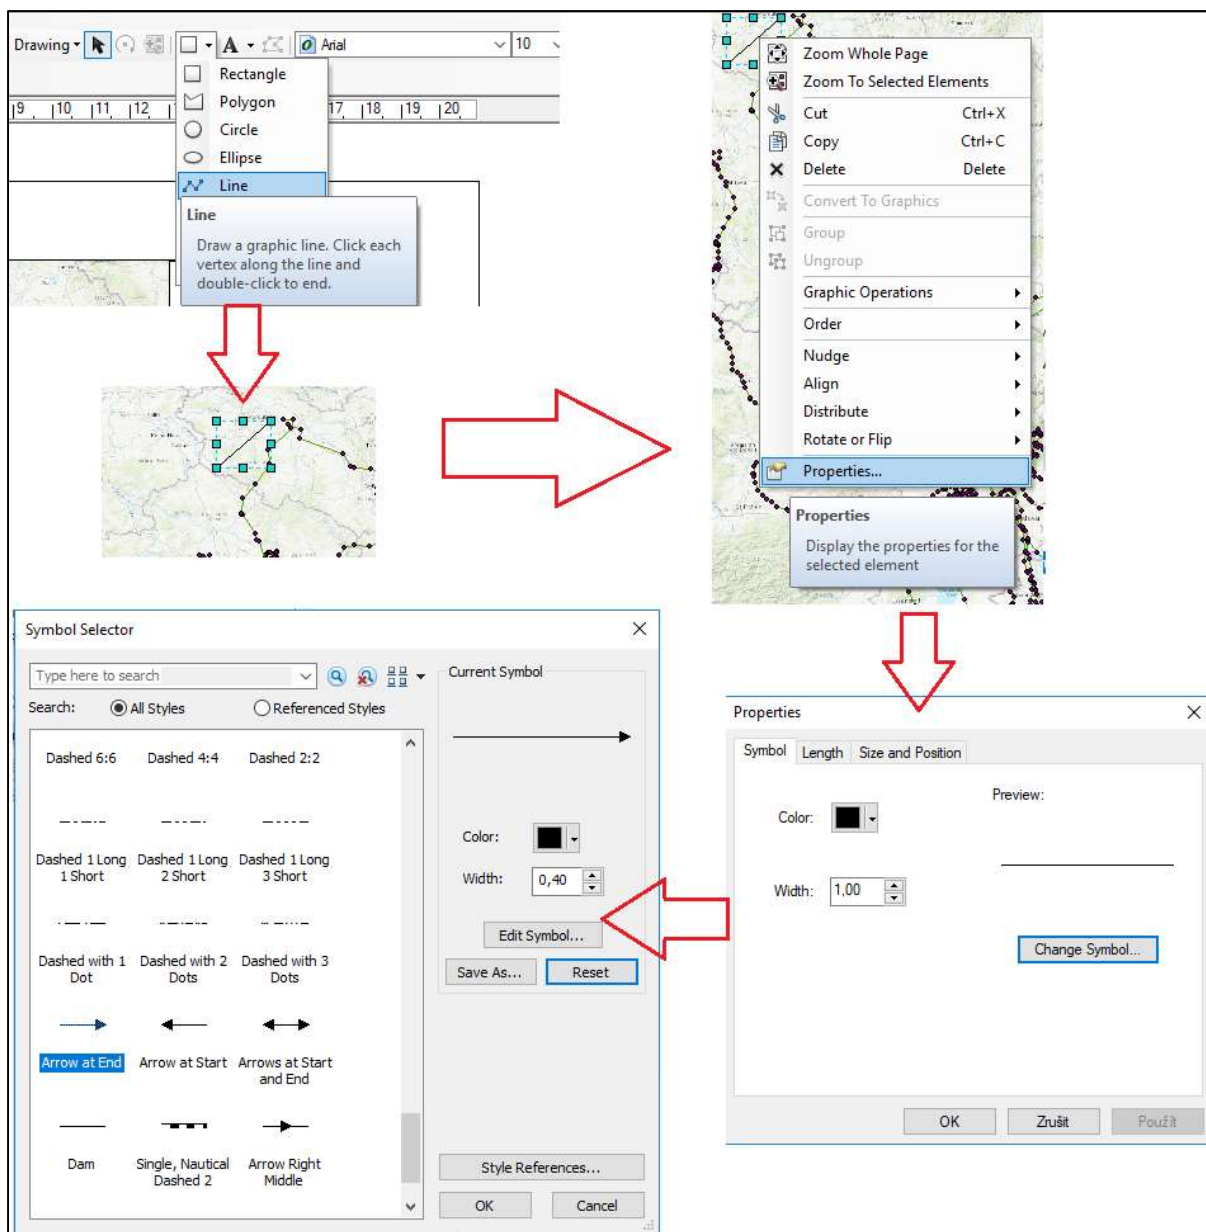 Drawing
A
Arial
10
Rectangle
Polygon
Circle
Ellipse
Line
9 10 11 12 17 18 19 20
Line
Draw a graphic line. Click each
vertex along the line and
double-click to end.
Zoom Whole Page
Zoom To Selected Elements
Cut Ctrl+X
Copy Ctrl+C
Delete Delete
Convert To Graphics
Group
Ungroup
Graphic Operations
Order
Nudge
Align
Distribute
Rotate or Flip
Properties...
Properties
Display the properties for the
selected element
Symbol Selector
Type here to search
Search: All Styles Referenced Styles
Dashed 6:6 Dashed 4:4 Dashed 2:2
Dashed 1 Long Dashed 1 Long Dashed 1 Long
1 Short 2 Short 3 Short
Dashed with 1 Dashed with 2 Dashed with 3
Dot Dots Dots
Arrow at End Arrow at Start Arrows at Start
and End
Dam Single, Nautical Arrow Right
Dashed 2 Middle
Current Symbol
Color:
Width: 0,40
Edit Symbol...
Save As... Reset
Style References...
OK Cancel
Properties
Symbol Length Size and Position
Preview:
Color:
Width: 1,00
Change Symbol...
OK Zrušit Použít